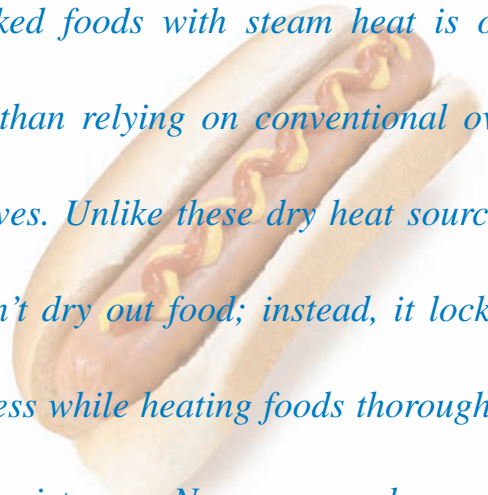 ked foods with steam heat is o
than relying on conventional ov
ves. Unlike these dry heat sourc
n't dry out food; instead, it lock
ess while heating foods thorough